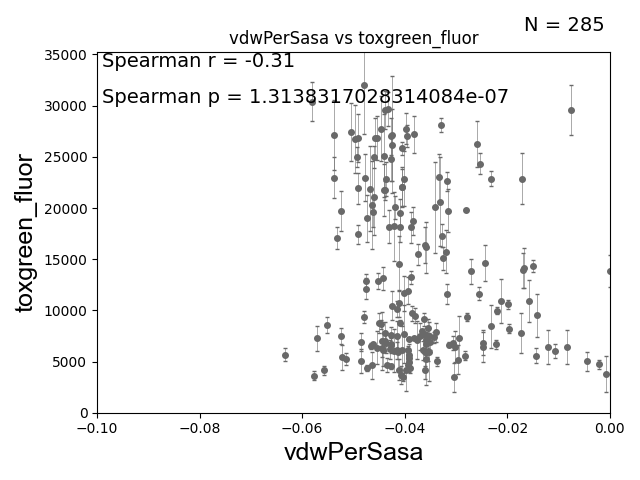 N = 285
vdwPerSasa vs toxgreen_fluor
Spearman r = -0.31
Spearman p = 1.3138317028314084e-07
35000
30000
25000
20000
15000
10000
5000
0
toxgreen_fluor
−0.10 −0.08 −0.06 −0.04 −0.02 0.00
vdwPerSasa